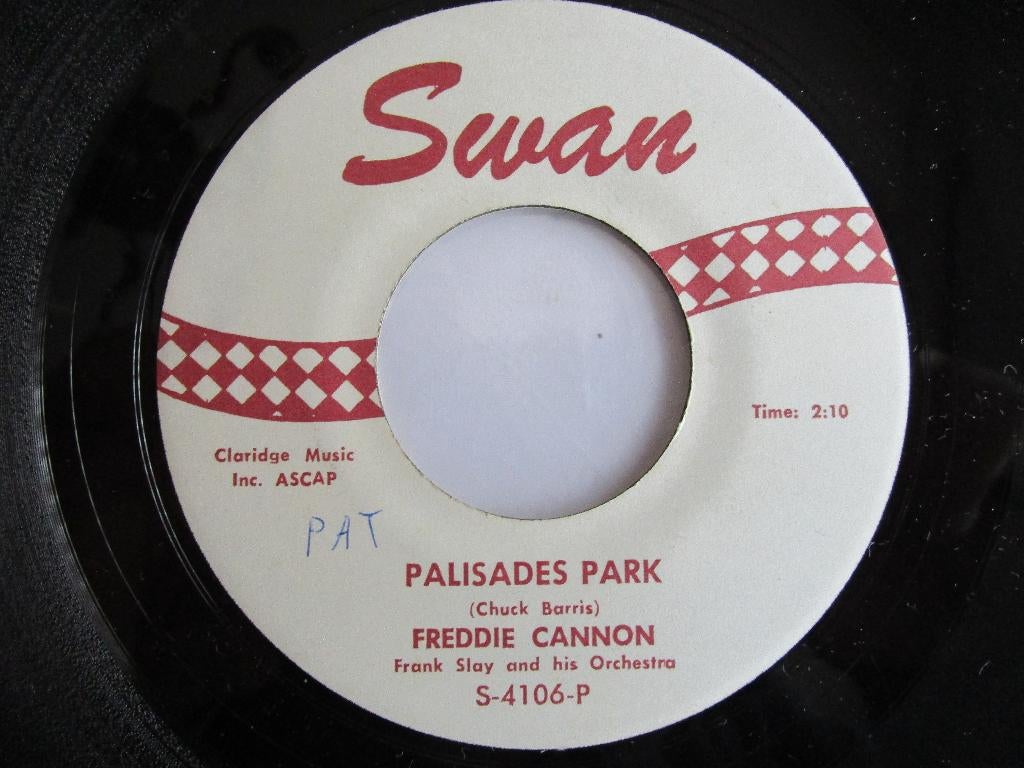 Swan
Time: 2:10
Claridge Music
Inc. ASCAP
PAT
PALISADES PARK
(Chuck Barris)
FREDDIE CANNON
Frank Slay and his Orchestra
S-4106-P